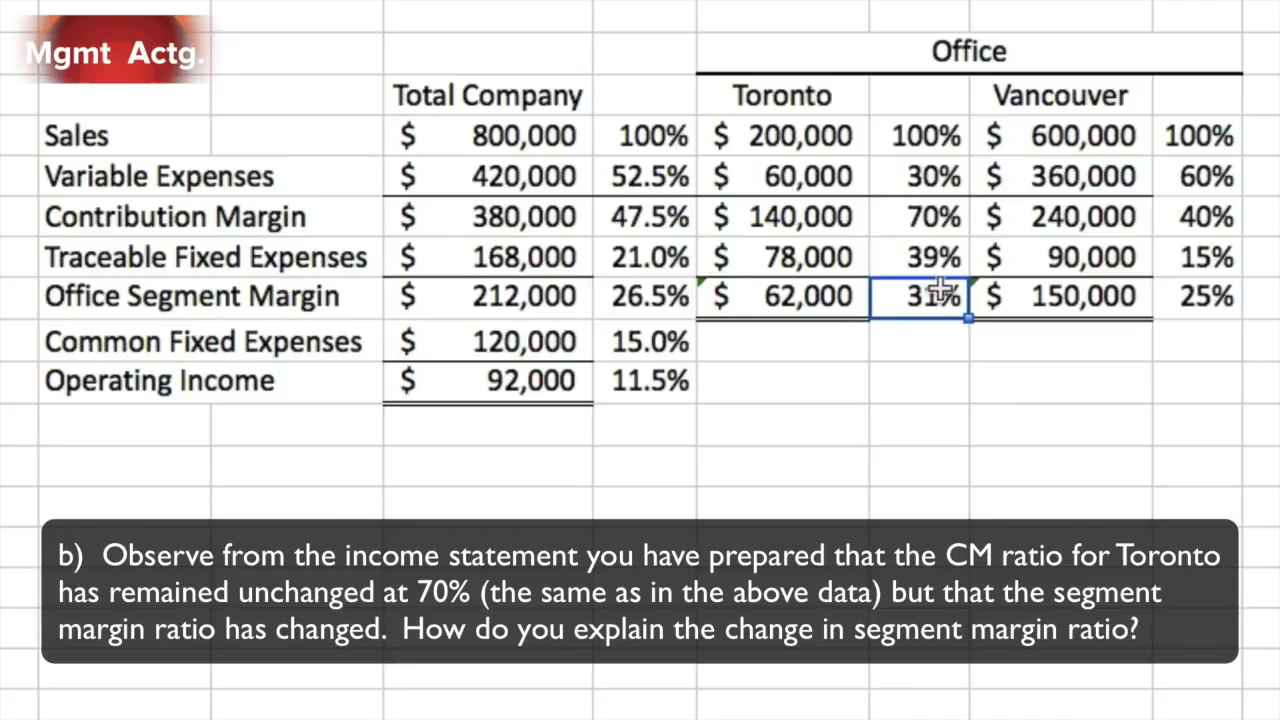 Mgmt Actg.
Office
Total Company Toronto Vancouver
Sales $ 800,000 100% $ 200,000 100% $ 600,000 100%
Variable Expenses $ 420,000 52.5% $ 60,000 30% $ 360,000 60%
Contribution Margin $ 380,000 47.5% $ 140,000 70% $ 240,000 40%
Traceable Fixed Expenses $ 168,000 21.0% $ 78,000 39% $ 90,000 15%
Office Segment Margin $ 212,000 26.5% $ 62,000 31% $ 150,000 25%
Common Fixed Expenses $ 120,000 15.0%
Operating Income $ 92,000 11.5%
b) Observe from the income statement you have prepared that the CM ratio for Toronto
has remained unchanged at 70% (the same as in the above data) but that the segment
margin ratio has changed. How do you explain the change in segment margin ratio?